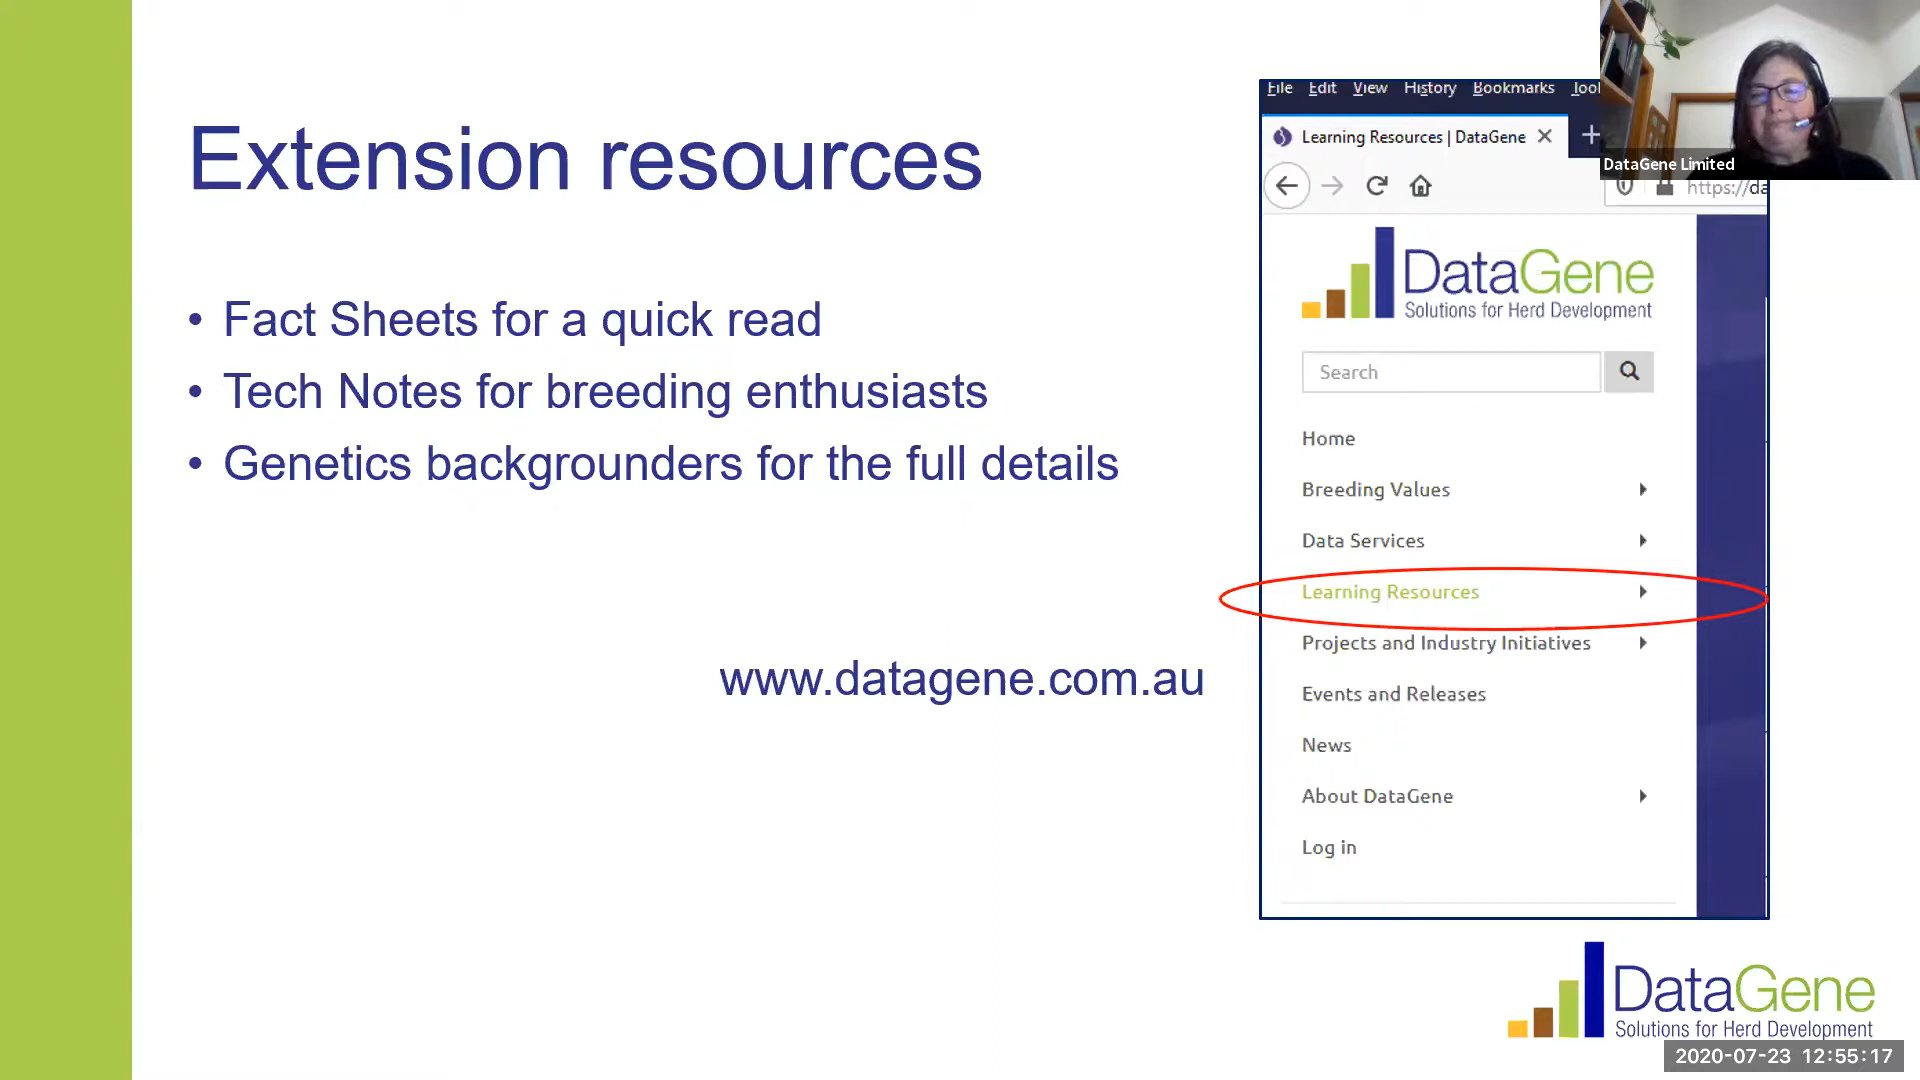 Extension resources
• Fact Sheets for a quick read
• Tech Notes for breeding enthusiasts
• Genetics backgrounders for the full details
www.datagene.com.au
File Edit View History Bookmarks
Learning Resources | DataGene
https://da
DataGene
Solutions for Herd Development
Search
Home
Breeding Values
Data Services
Learning Resources
Projects and Industry Initiatives
Events and Releases
News
About DataGene
Log in
DataGene Limited
DataGene
Solutions for Herd Development
2020-07-23 12:55:17